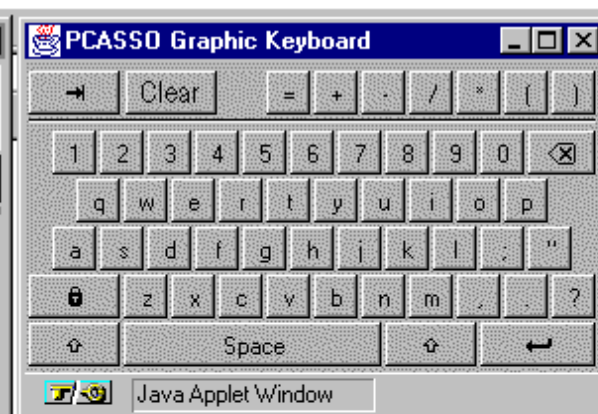 PCASSO Graphic Keyboard
Clear = + - / * ( )
1 2 3 4 5 6 7 8 9 0
q w e r t y u i o p
a s d f g h j k l ; "
z x c v b n m , . ?
Space
Java Applet Window